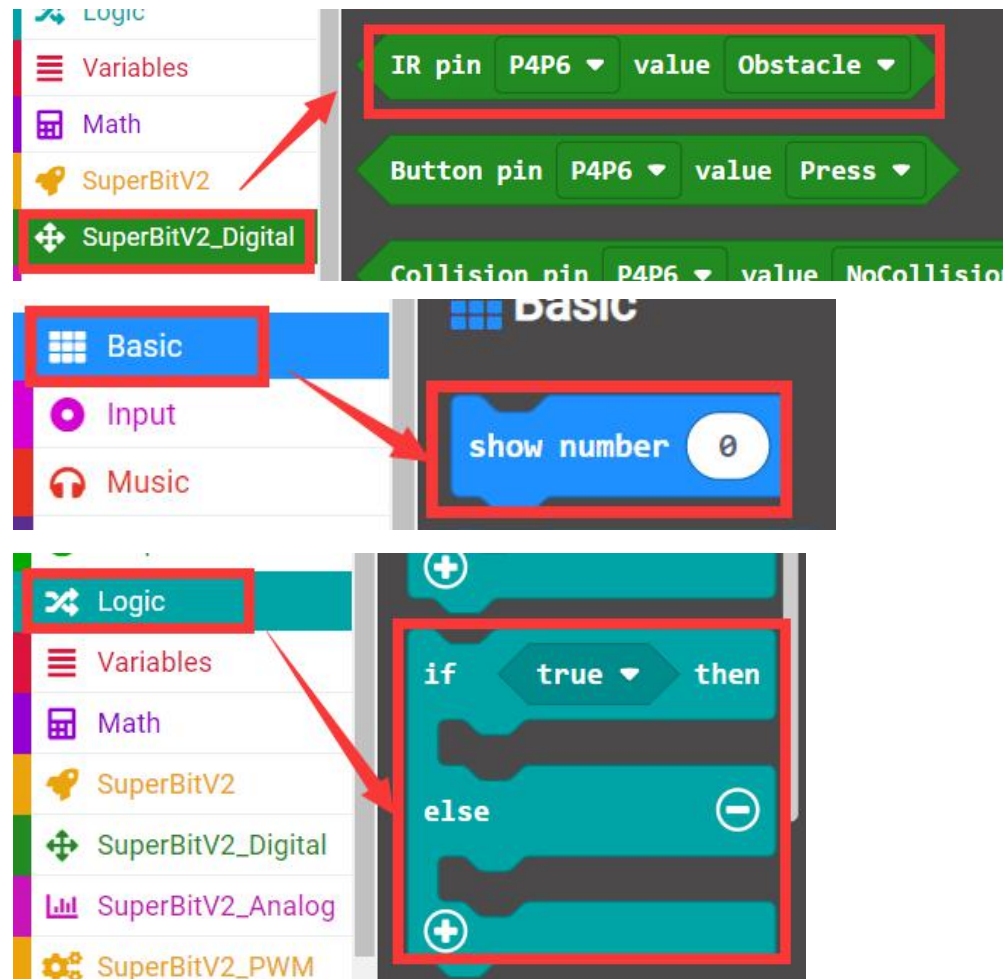 Logic
Variables
Math
SuperBitV2
SuperBitV2_Digital
IR pin P4P6 value Obstacle
Button pin P4P6 value Press
Collision pin P4P6 value NoCollision
Basic
Input
Music
Basic
show number 0
Logic
Variables
Math
SuperBitV2
SuperBitV2_Digital
SuperBitV2_Analog
SuperBitV2_PWM
if true then
else